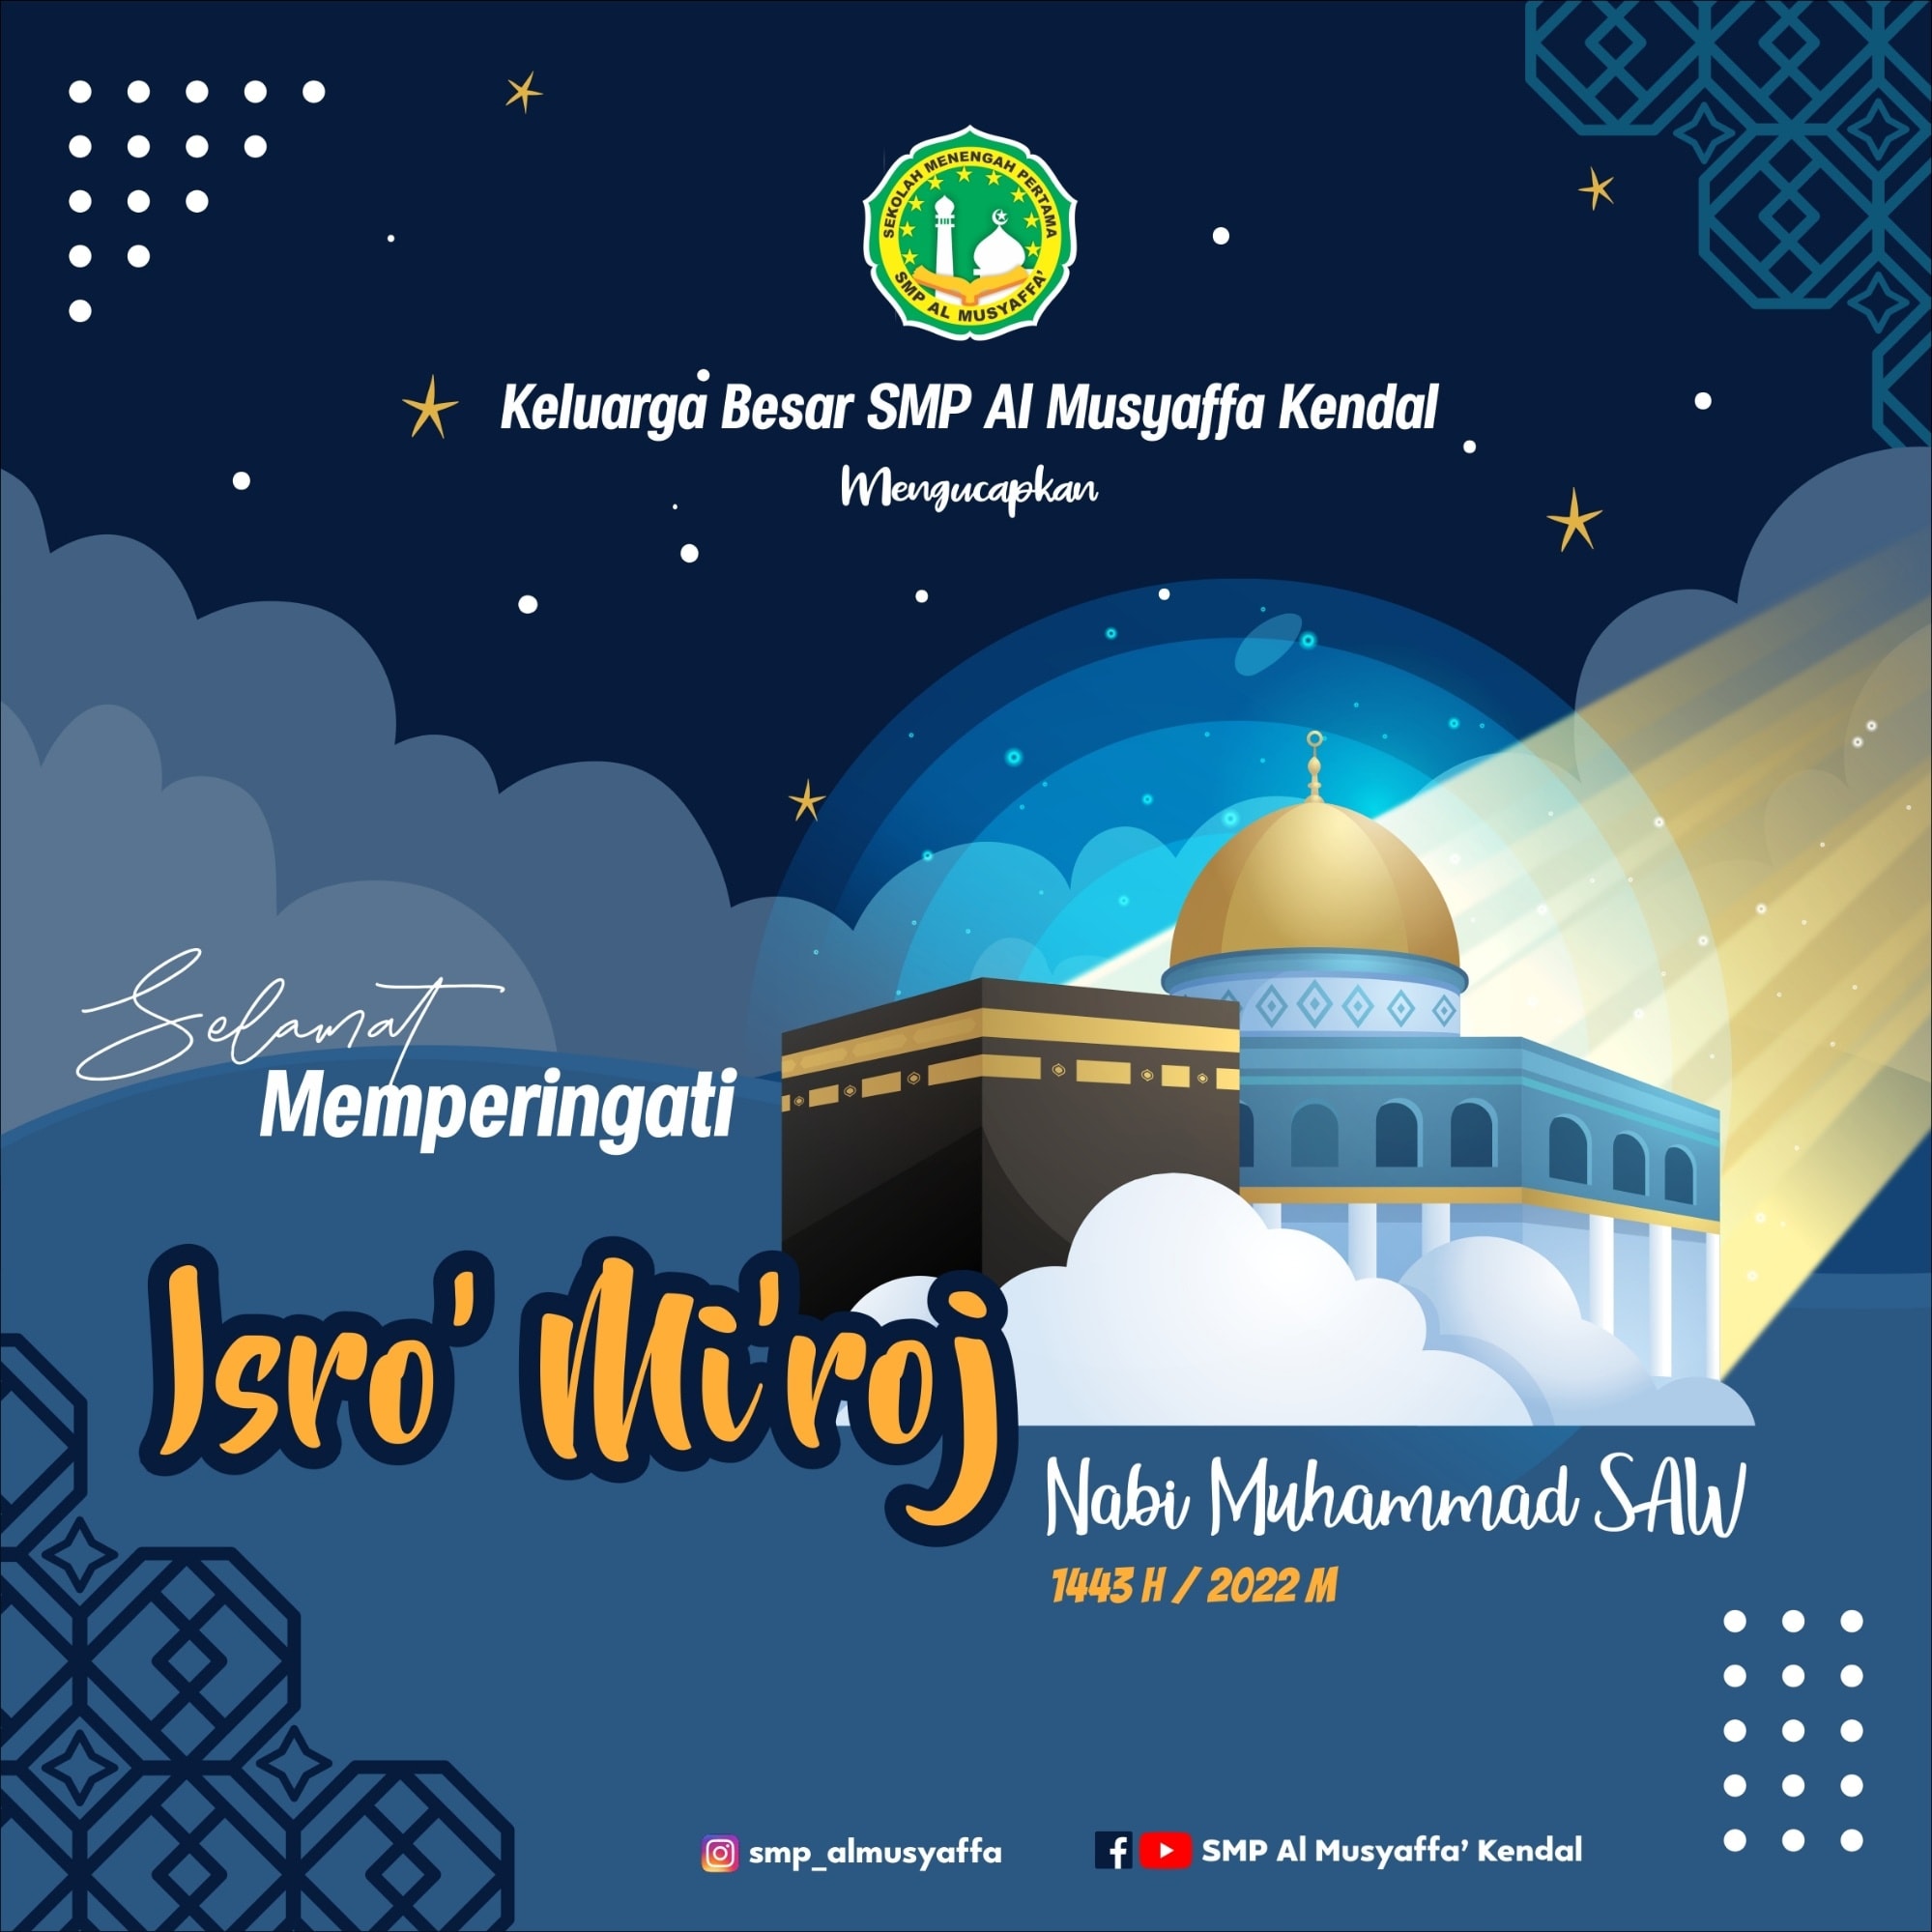 SEKOLAH MENENGAH PERTAMA
SMP AL MUSYAFFA'
Keluarga Besar SMP Al Musyaffa Kendal
Mengucapkan
Selamat
Memperingati
Isro' Mi'roj
Nabi Muhammad SAW
1443 H / 2022 M
smp_almusyaffa
SMP Al Musyaffa' Kendal